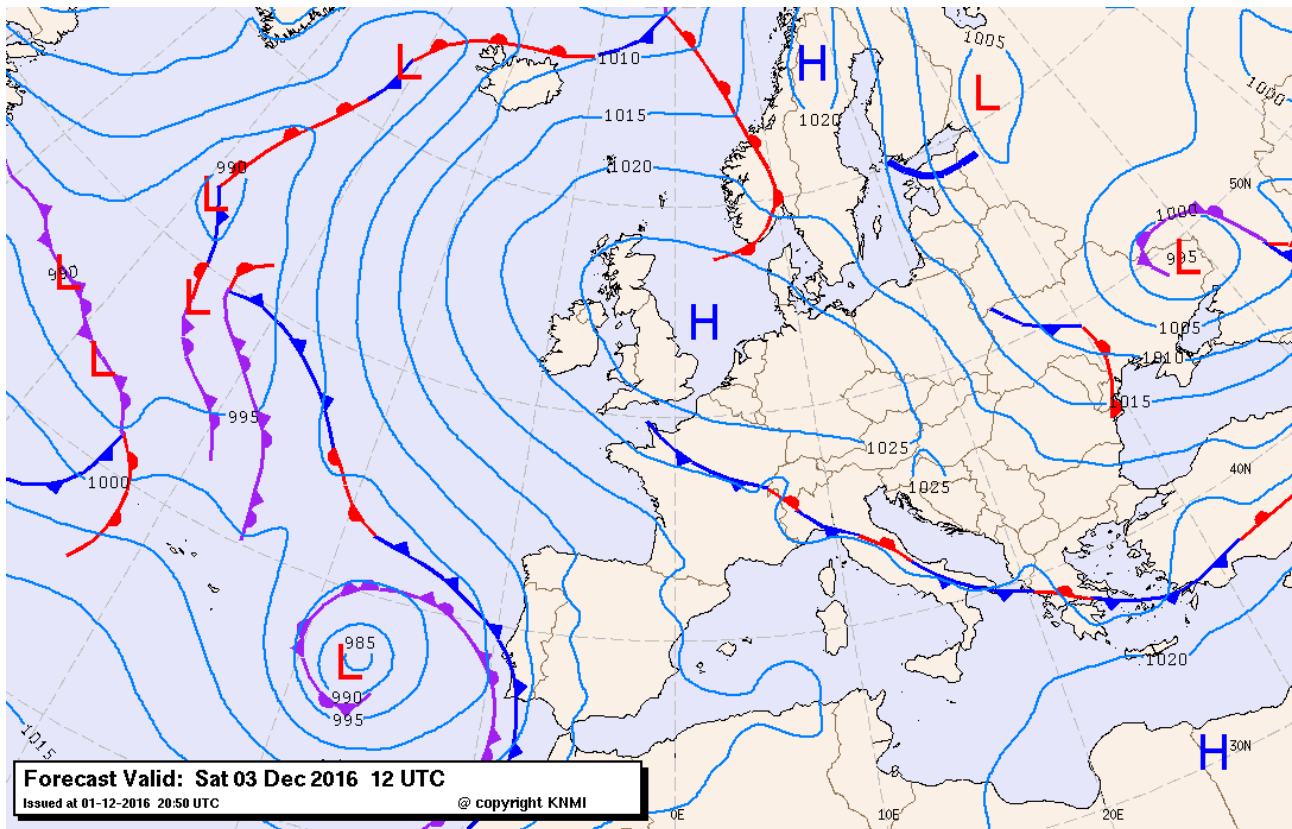 1005
L
H
L
1010
1000
1015
1020
L
1020
990
L
50N
1000
990
L
L
995
L
H
1005
1010
L
1015
995
1025
40N
1000
1025
985
L
1020
990
995
1015
H
30N
Forecast Valid: Sat 03 Dec 2016 12 UTC
Issued at 01-12-2016 20:50 UTC @ copyright KNMI
0E
10E
20E